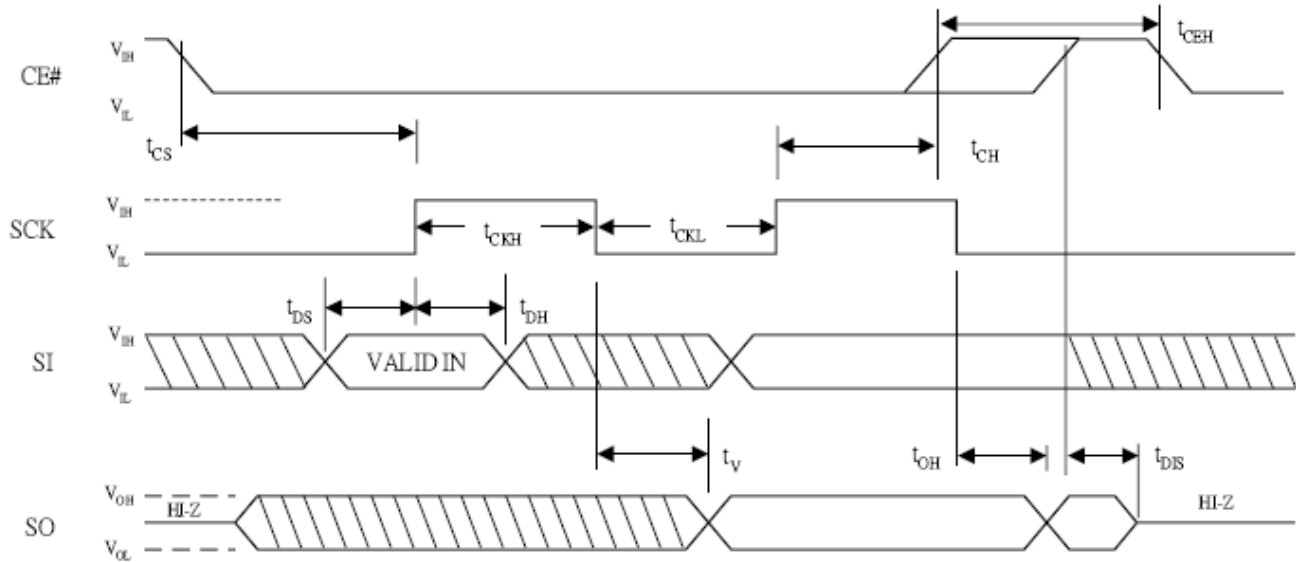 V_IH
CE#
t_CEH
V_IL
t_CS
t_CH
V_IH
SCK
t_CKH
t_CKL
V_IL
t_DS
t_DH
V_IH
SI
VALID IN
V_IL
t_V
t_OH
t_DIS
V_OH
HI-Z
HI-Z
SO
V_OL